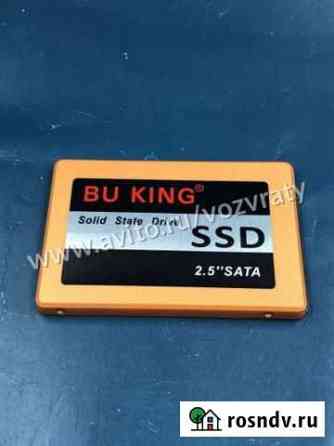 BU KING®
Solid State Drive
SSD
2.5"SATA
www.avito.ru/vozvraty
rosndv.ru